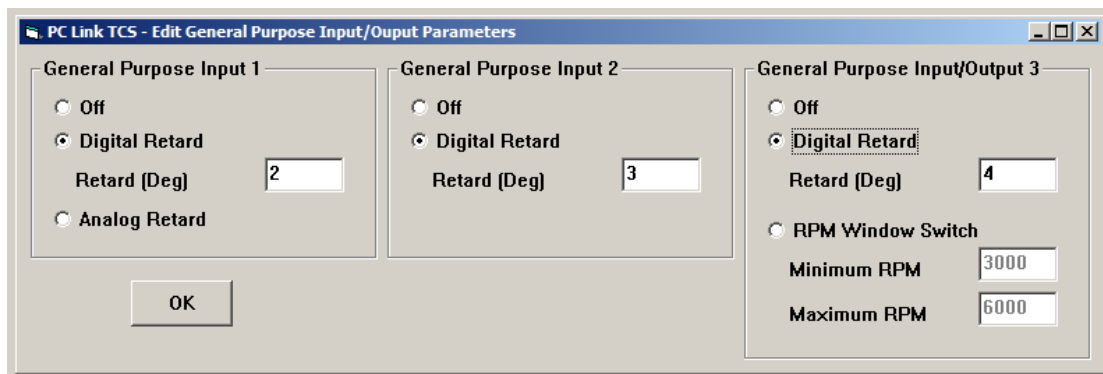 PC Link TCS - Edit General Purpose Input/Ouput Parameters
General Purpose Input 1
Off
Digital Retard
Retard (Deg) 2
Analog Retard
General Purpose Input 2
Off
Digital Retard
Retard (Deg) 3
General Purpose Input/Output 3
Off
Digital Retard
Retard (Deg) 4
RPM Window Switch
Minimum RPM 3000
Maximum RPM 6000
OK